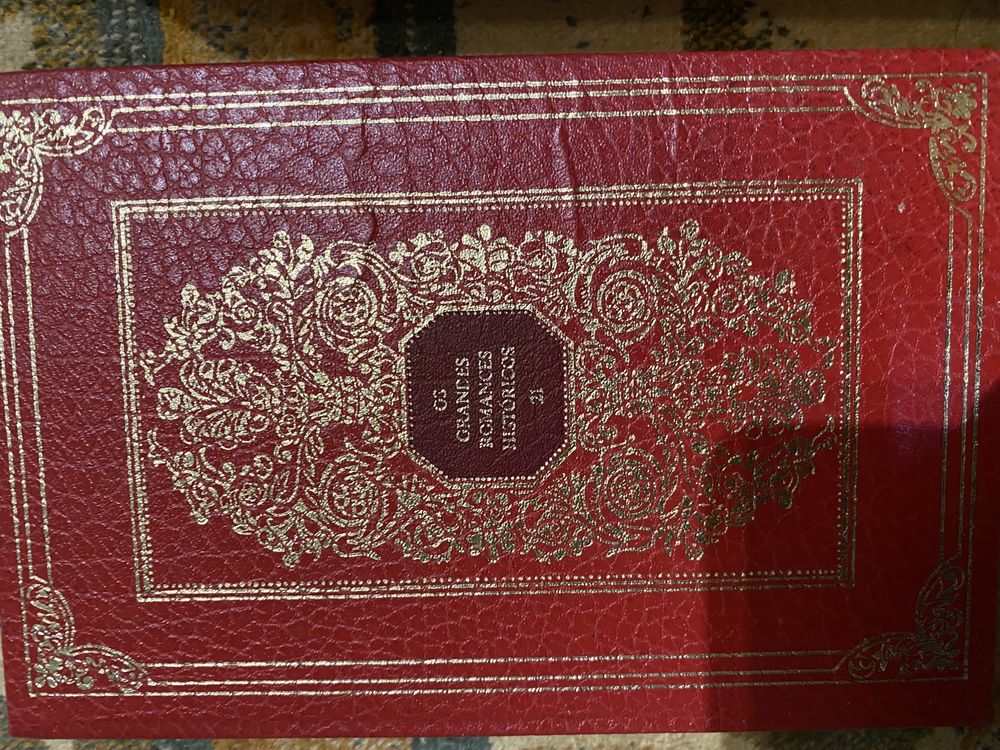 OS
GRANDES
ROMANCES
HISTÓRICOS
21